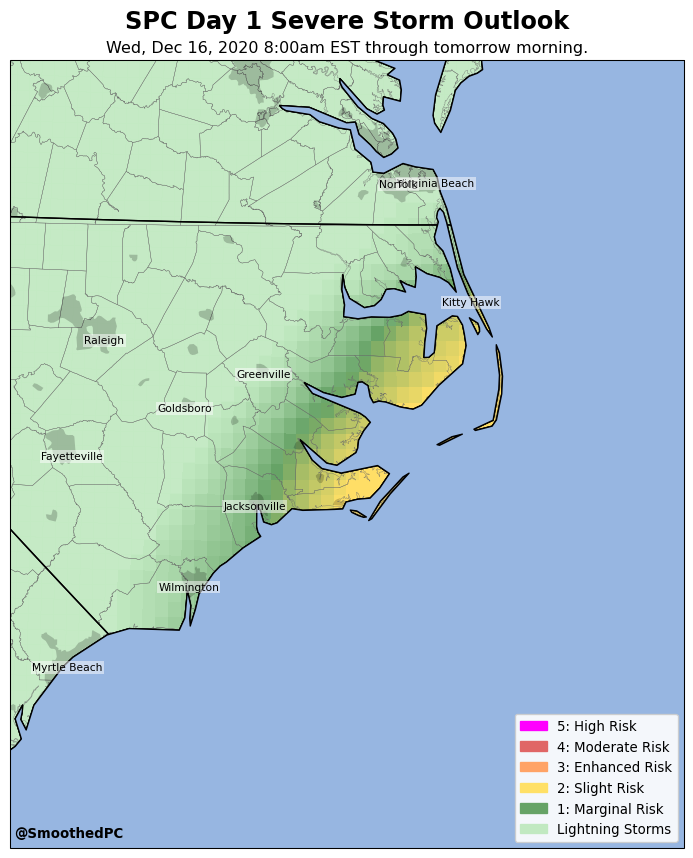 SPC Day 1 Severe Storm Outlook
Wed, Dec 16, 2020 8:00am EST through tomorrow morning.
Norfolk
Virginia Beach
Kitty Hawk
Raleigh
Greenville
Goldsboro
Fayetteville
Jacksonville
Wilmington
Myrtle Beach
5: High Risk
4: Moderate Risk
3: Enhanced Risk
2: Slight Risk
1: Marginal Risk
Lightning Storms
@SmoothedPC